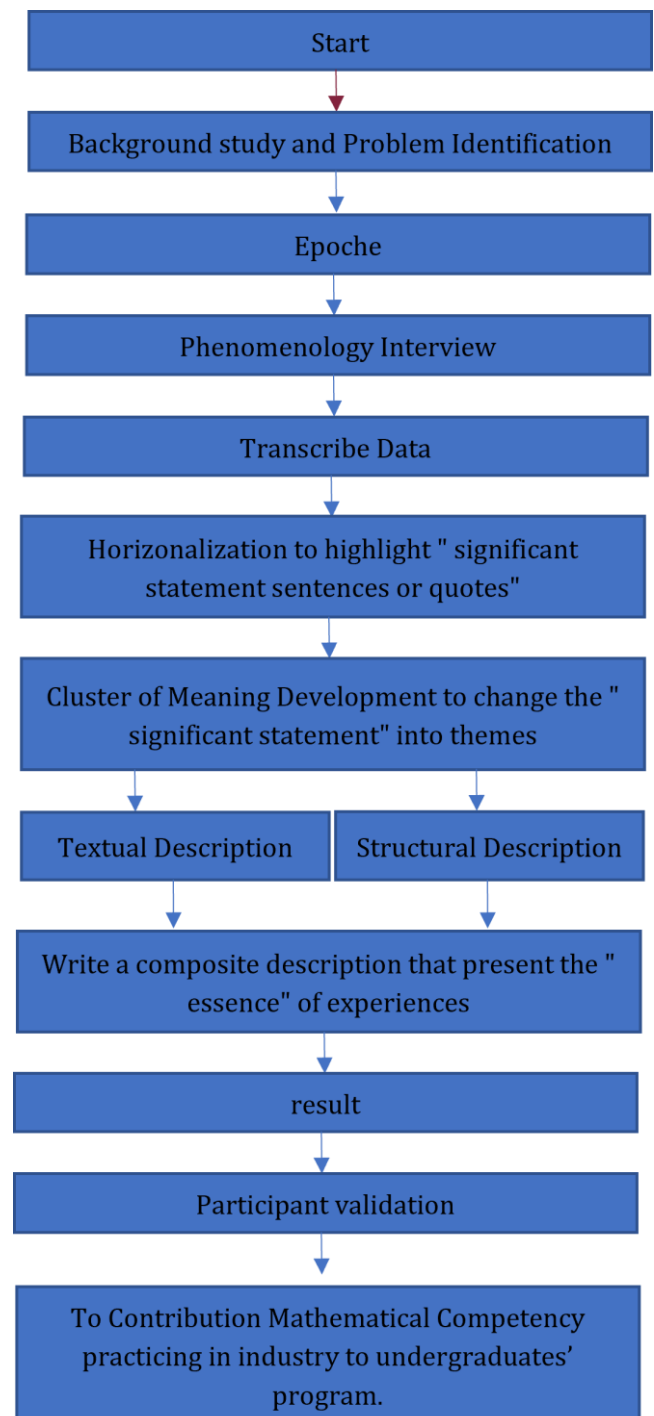 Start
Background study and Problem Identification
Epoche
Phenomenology Interview
Transcribe Data
Horizonalization to highlight " significant
statement sentences or quotes"
Cluster of Meaning Development to change the "
significant statement" into themes
Textual Description
Structural Description
Write a composite description that present the "
essence" of experiences
result
Participant validation
To Contribution Mathematical Competency
practicing in industry to undergraduates’
program.